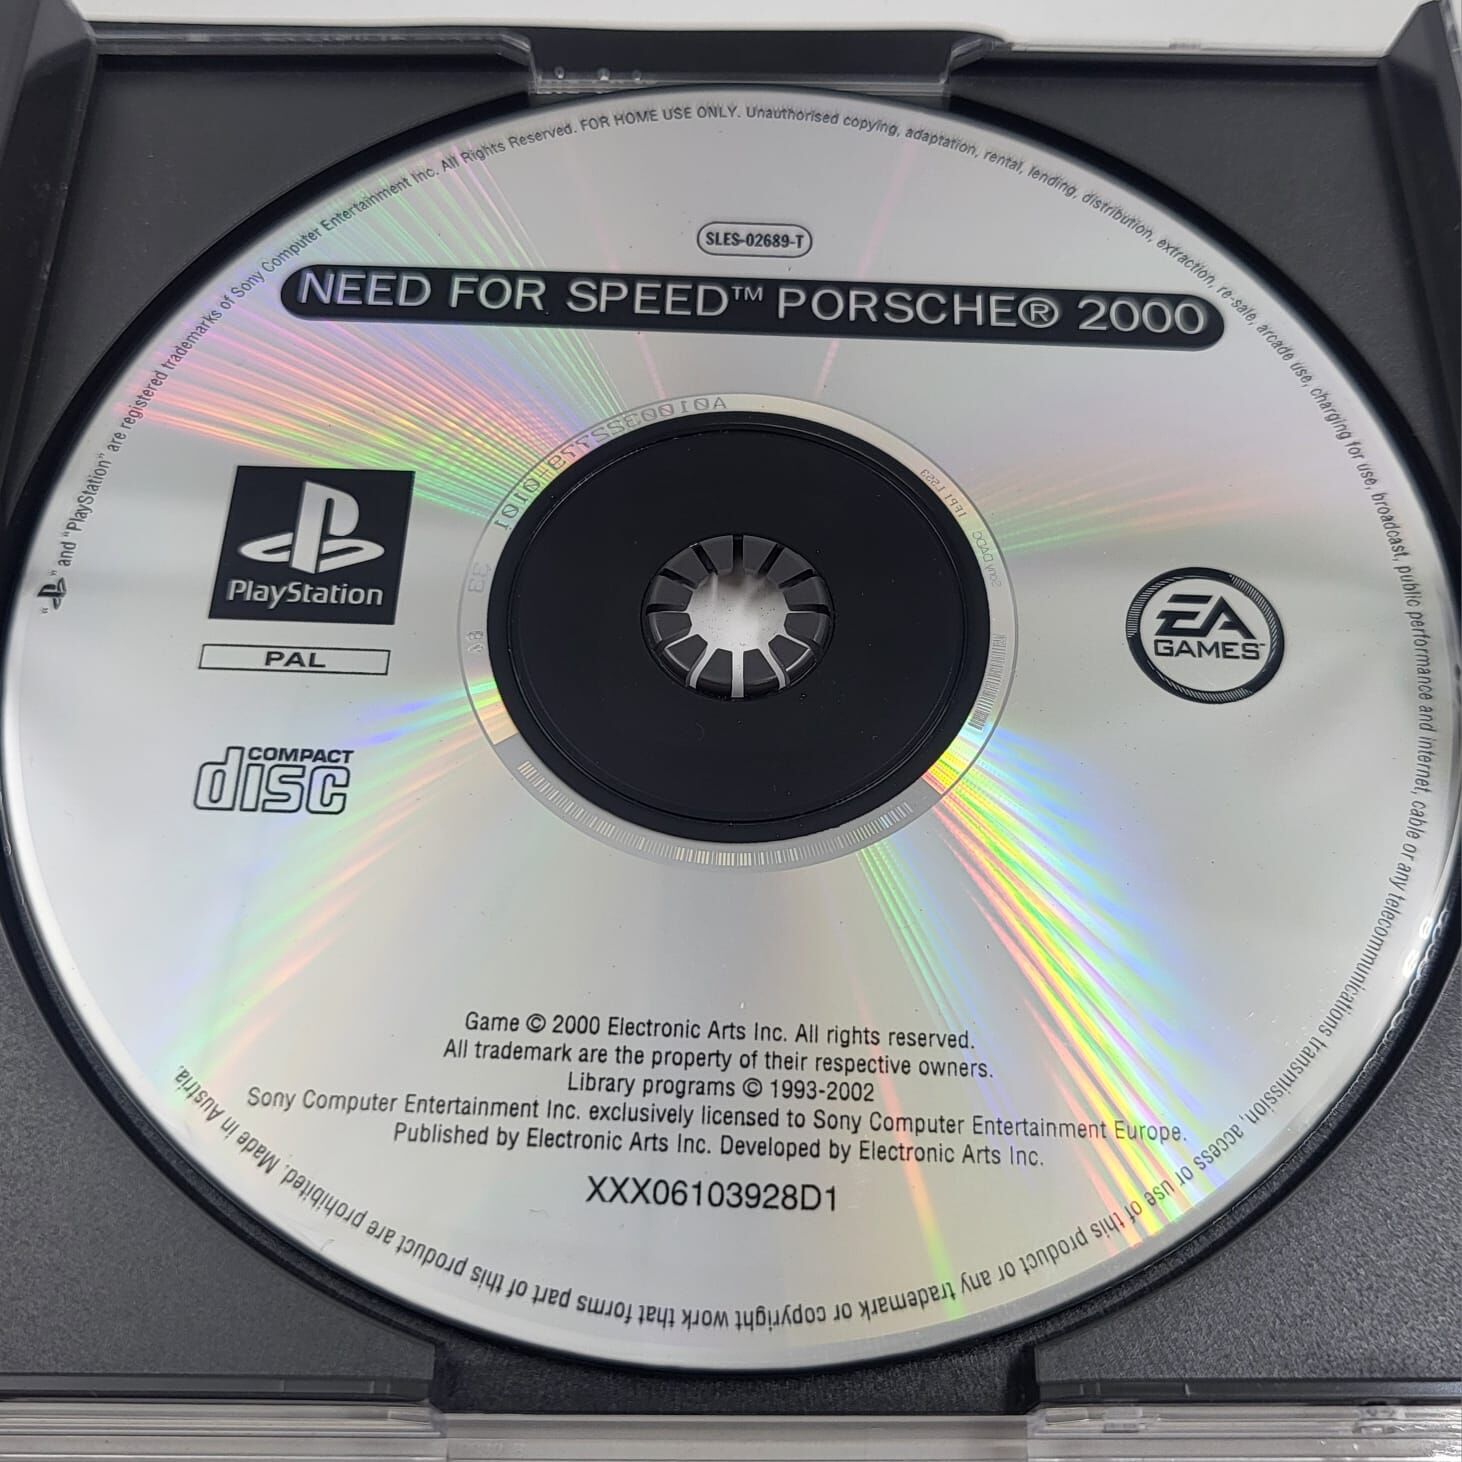 SLES-02689-T
NEED FOR SPEED™ PORSCHE® 2000
PlayStation
PAL
COMPACT
disc
EA
GAMES™
Game © 2000 Electronic Arts Inc. All rights reserved.
All trademark are the property of their respective owners.
Library programs © 1993-2002
Sony Computer Entertainment Inc. exclusively licensed to Sony Computer Entertainment Europe.
Published by Electronic Arts Inc. Developed by Electronic Arts Inc.
XXX06103928D1
" " and "PlayStation" are registered trademarks of Sony Computer Entertainment Inc. All Rights Reserved. FOR HOME USE ONLY. Unauthorised copying, adaptation, rental, lending, distribution, extraction, re-sale, arcade use, charging for use, broadcast, public performance and internet, cable or any telecommunications transmission, access or use of this product or any trademark or copyright work that forms part of this product are prohibited. Made in Austria.
Sony DADC